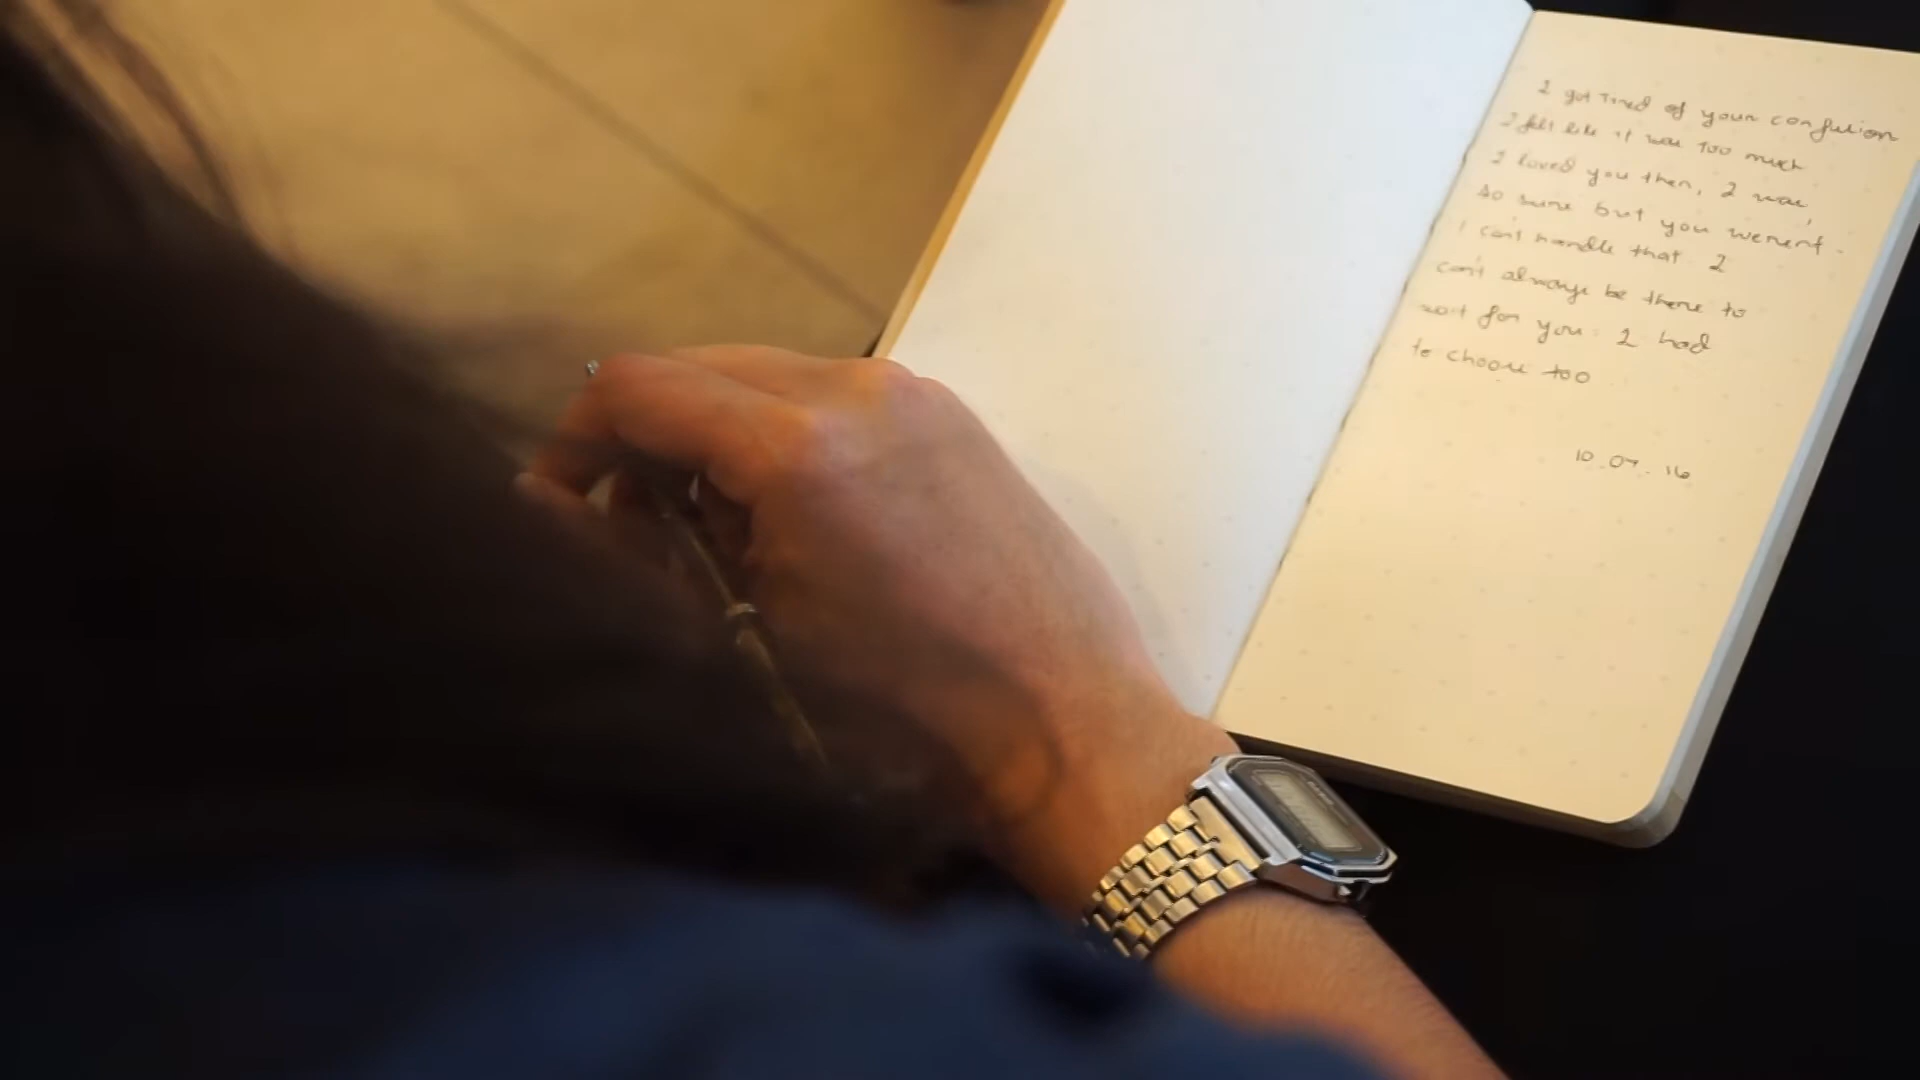 I got tired of your confusion
I felt like it was too much
I loved you then, I was,
so sure but you weren't.
I can't handle that I
can't always be there to
wait for you. I had
to choose too
10.07.16